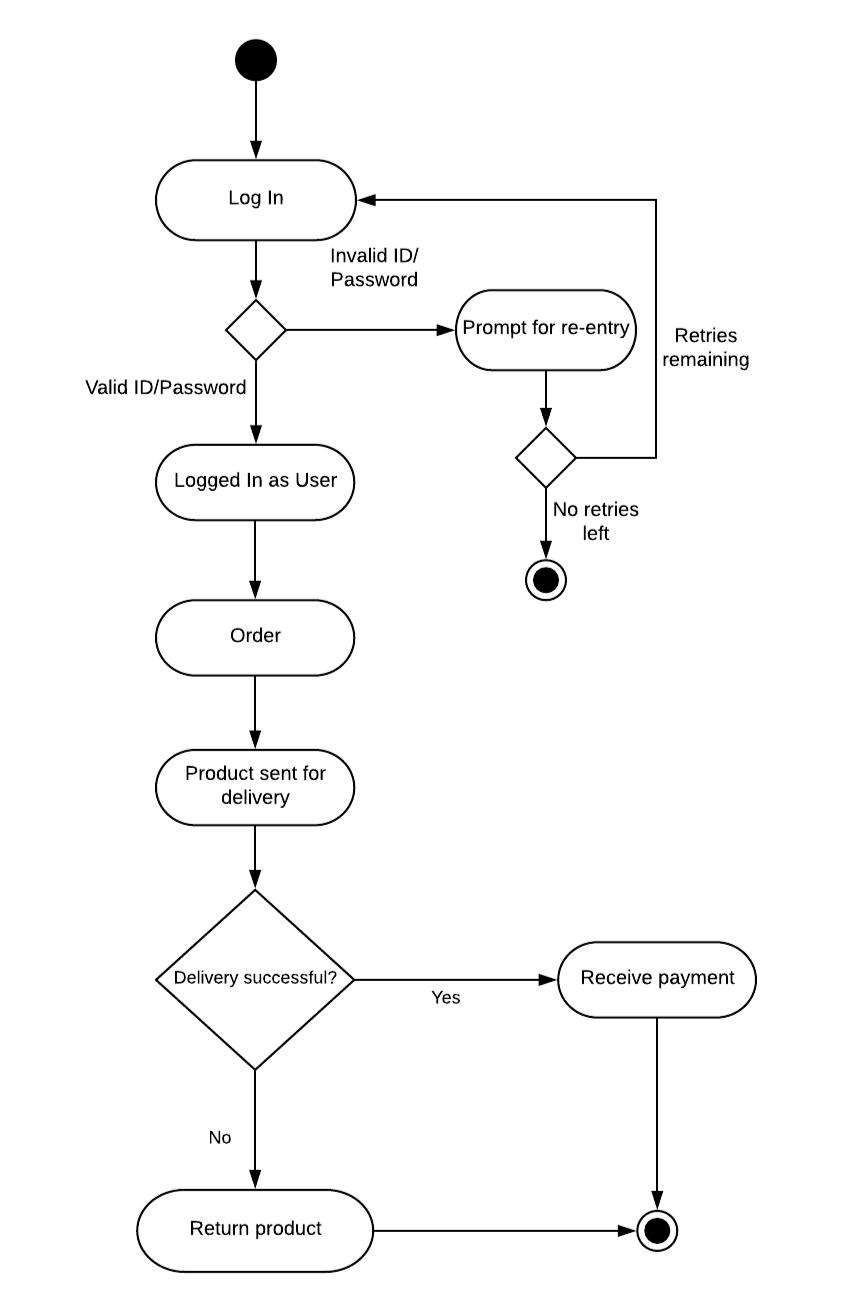 Log In
Invalid ID/
Password
Prompt for re-entry
Retries
remaining
Valid ID/Password
Logged In as User
No retries
left
Order
Product sent for
delivery
Delivery successful?
Yes
Receive payment
No
Return product